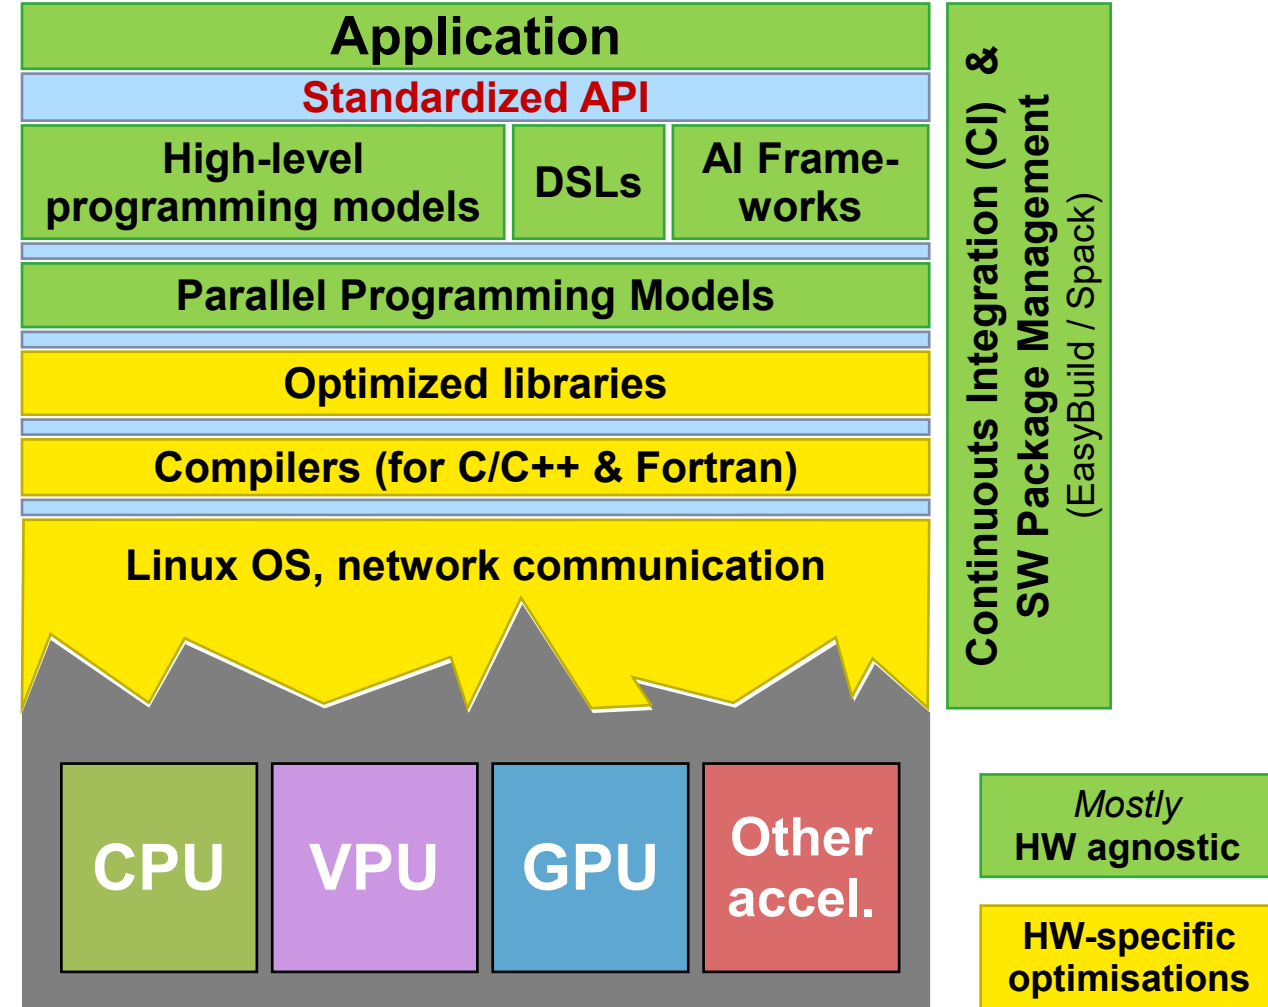 Application
Standardized API
High-level
programming models
DSLs
AI Frame-
works
Parallel Programming Models
Optimized libraries
Compilers (for C/C++ & Fortran)
Linux OS, network communication
CPU
VPU
GPU
Other
accel.
Continuouts Integration (CI) &
SW Package Management
(EasyBuild / Spack)
Mostly
HW agnostic
HW-specific
optimisations